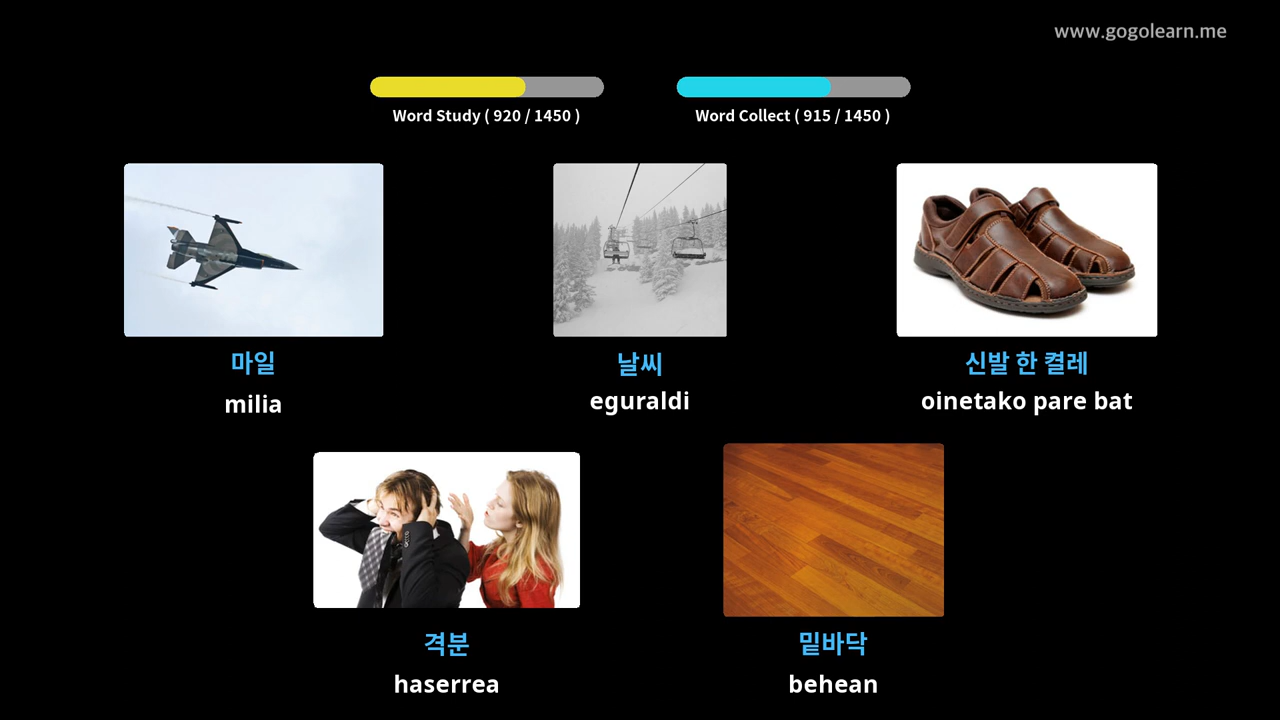 www.gogolearn.me
Word Study ( 920 / 1450 )
Word Collect ( 915 / 1450 )
마일
milia
날씨
eguraldi
신발 한 켤레
oinetako pare bat
격분
haserrea
밑바닥
behean